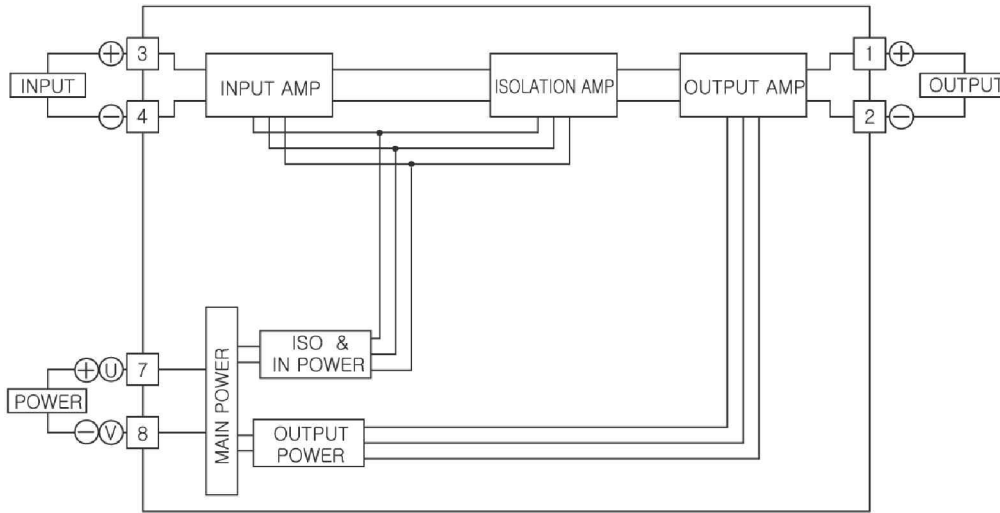 + 3
INPUT
− 4
INPUT AMP
ISOLATION AMP
OUTPUT AMP
1 +
OUTPUT
2 −
MAIN POWER
ISO &
IN POWER
+ U 7
POWER
− V 8
OUTPUT
POWER